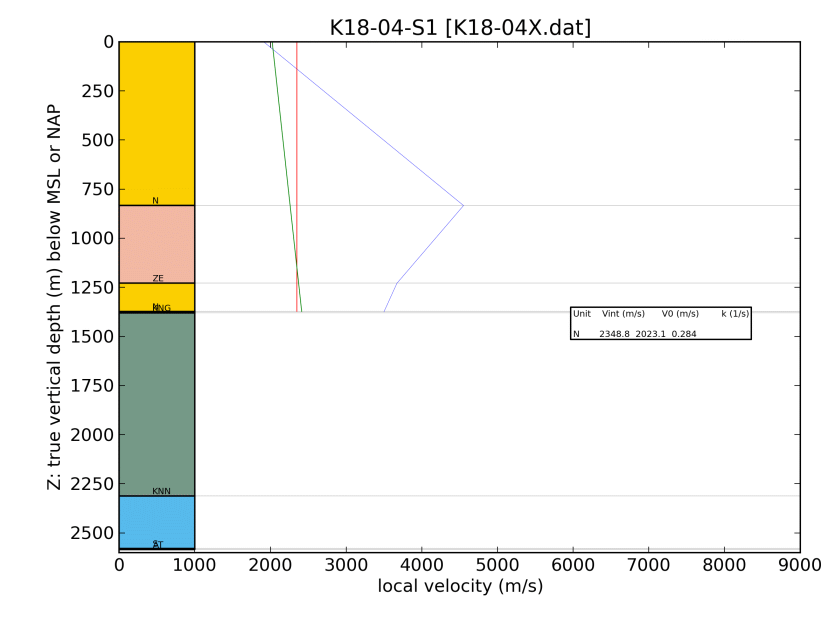 K18-04-S1 [K18-04X.dat]
Z: true vertical depth (m) below MSL or NAP
0
250
500
750
1000
1250
1500
1750
2000
2250
2500
N
ZE
KNN
Unit Vint (m/s) V0 (m/s) k (1/s)
N 2348.8 2023.1 0.284
0 1000 2000 3000 4000 5000 6000 7000 8000 9000
local velocity (m/s)